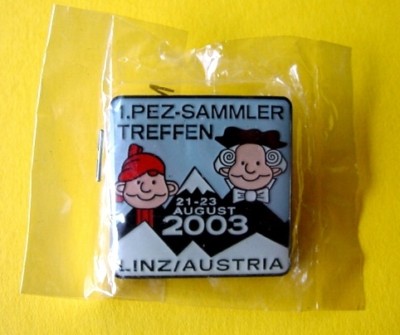 1.PEZ-SAMMLER
TREFFEN
21-23
AUGUST
2003
LINZ/AUSTRIA